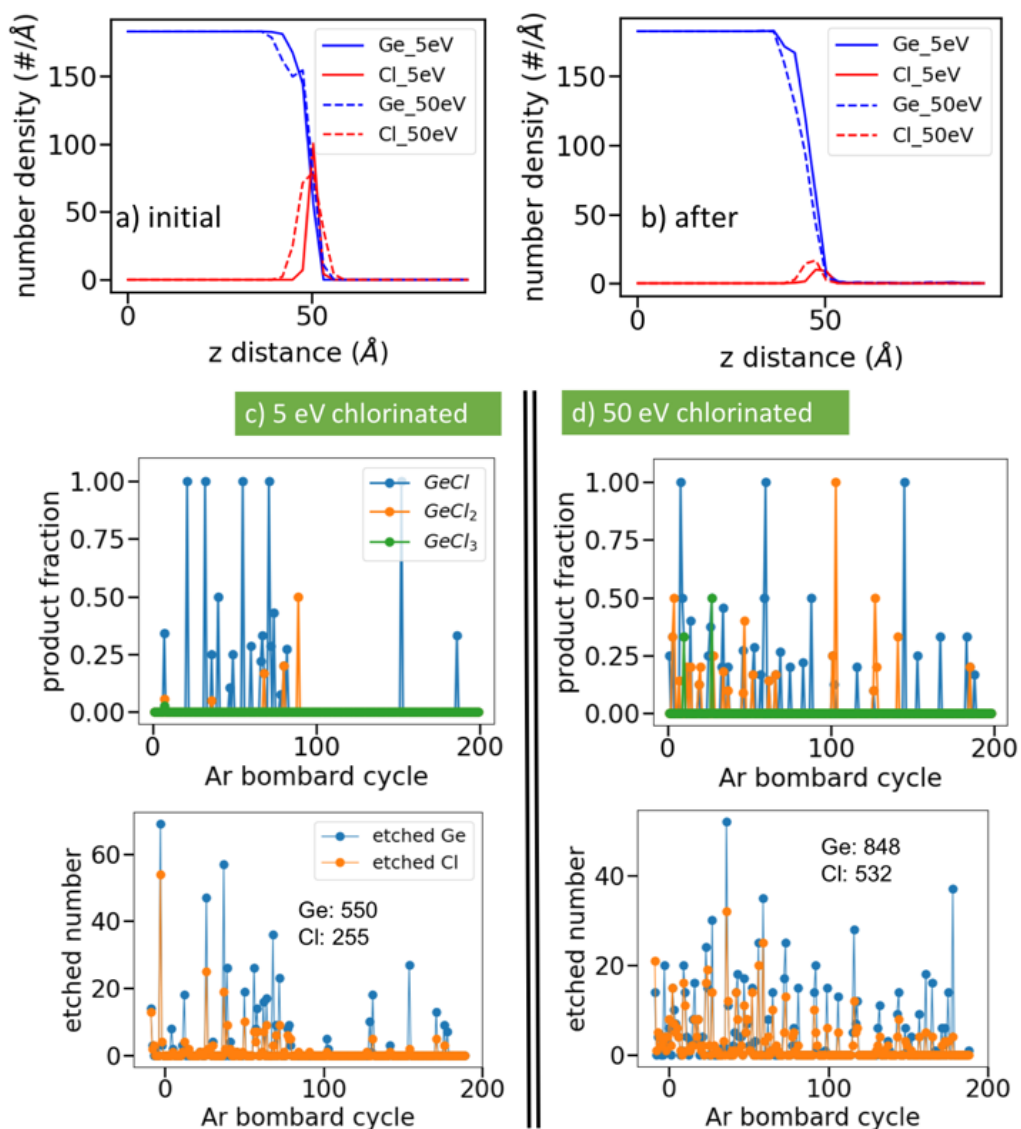 number density (#/Å)
150
100
50
0
Ge_5eV
Cl_5eV
Ge_50eV
Cl_50eV
a) initial
0
50
z distance (Å)
number density (#/Å)
150
100
50
0
Ge_5eV
Cl_5eV
Ge_50eV
Cl_50eV
b) after
0
50
z distance (Å)
c) 5 eV chlorinated
d) 50 eV chlorinated
product fraction
1.00
0.75
0.50
0.25
0.00
GeCl
GeCl₂
GeCl₃
0
100
200
Ar bombard cycle
product fraction
1.00
0.75
0.50
0.25
0.00
0
100
200
Ar bombard cycle
etched number
60
40
20
0
etched Ge
etched Cl
Ge: 550
Cl: 255
0
100
200
Ar bombard cycle
etched number
40
20
0
Ge: 848
Cl: 532
0
100
200
Ar bombard cycle